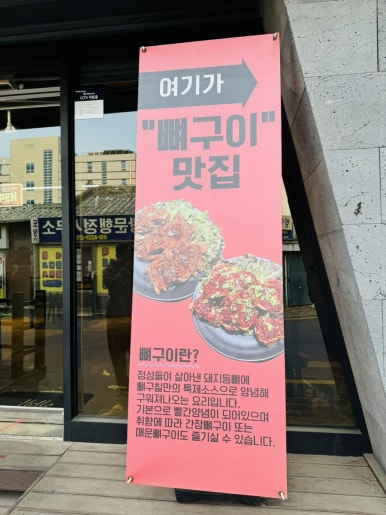 여기가
"뼈구이"
맛집
뼈구이란?
정성들여 삶아낸 돼지등뼈에
뼈구침만의 특제소스로 양념해
구워져나오는 요리입니다.
기본으로 빨간양념이 되어있으며
취향에 따라 간장뼈구이 또는
매운뼈구이도 즐기실 수 있습니다.